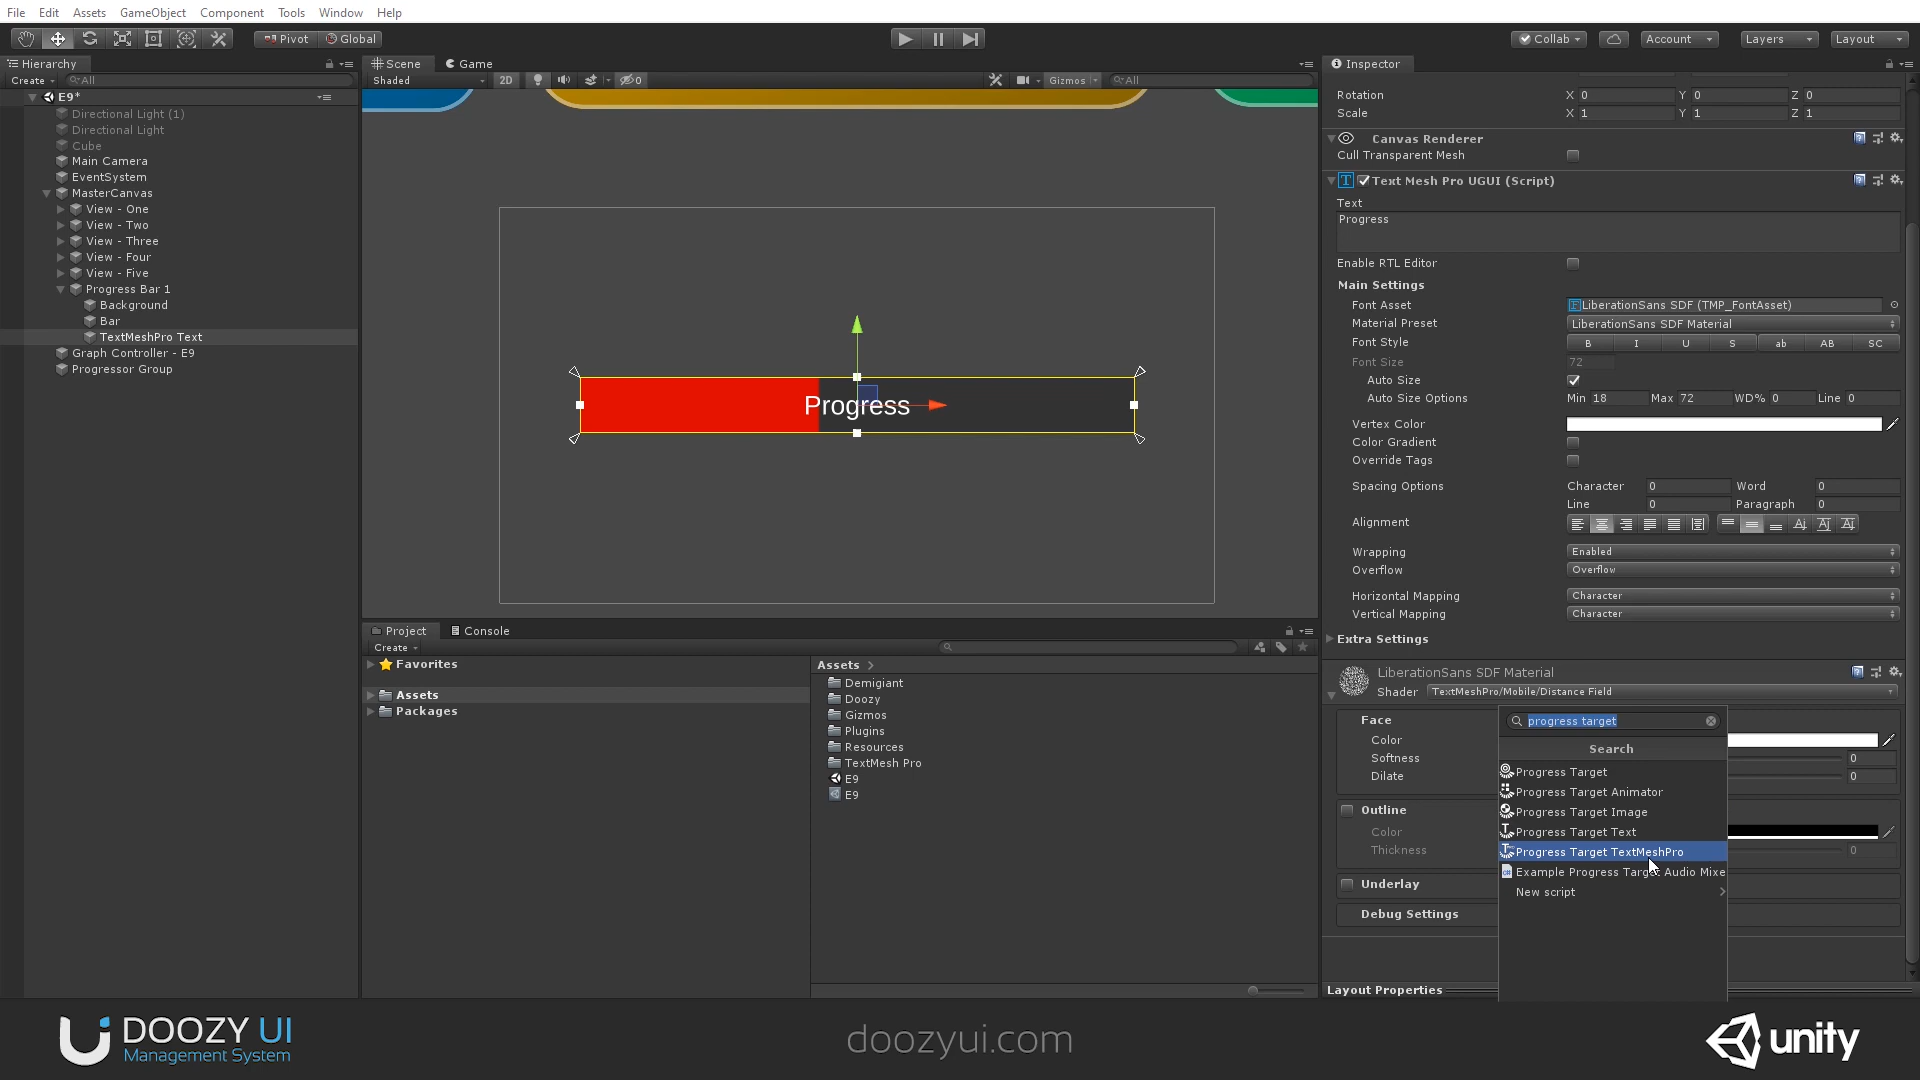 File Edit Assets GameObject Component Tools Window Help
Pivot Global Collab Account Layers Layout
Hierarchy
Create All
E9*
Directional Light (1)
Directional Light
Cube
Main Camera
EventSystem
MasterCanvas
View - One
View - Two
View - Three
View - Four
View - Five
Progress Bar 1
Background
Bar
TextMeshPro Text
Graph Controller - E9
Progressor Group
Scene Game
Shaded 2D 0 Gizmos All
Progress
Project Console
Create
Favorites
Assets
Packages
Assets
Demigiant
Doozy
Gizmos
Plugins
Resources
TextMesh Pro
E9
E9
Inspector
Rotation X 0 Y 0 Z 0
Scale X 1 Y 1 Z 1
Canvas Renderer
Cull Transparent Mesh
Text Mesh Pro UGUI (Script)
Text
Progress
Enable RTL Editor
Main Settings
Font Asset LiberationSans SDF (TMP_FontAsset)
Material Preset LiberationSans SDF Material
Font Style B I U S ab AB SC
Font Size 72
Auto Size
Auto Size Options Min 18 Max 72 WD% 0 Line 0
Vertex Color
Color Gradient
Override Tags
Spacing Options Character 0 Word 0
Line 0 Paragraph 0
Alignment
Wrapping Enabled
Overflow Overflow
Horizontal Mapping Character
Vertical Mapping Character
Extra Settings
LiberationSans SDF Material
Shader TextMeshPro/Mobile/Distance Field
Face
Color
Softness 0
Dilate 0
Outline
Color
Thickness 0
Underlay
Debug Settings
Layout Properties
progress target
Search
Progress Target
Progress Target Animator
Progress Target Image
Progress Target Text
Progress Target TextMeshPro
Example Progress Target Audio Mixe
New script
DOOZY UI
Management System
doozyui.com
unity